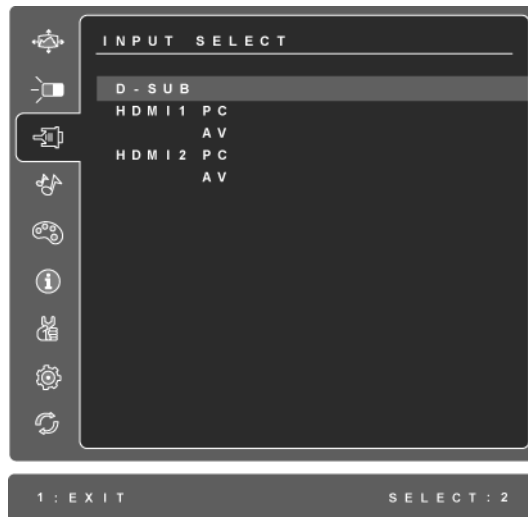 INPUT SELECT
D-SUB
HDMI1 PC
AV
HDMI2 PC
AV
1:EXIT SELECT:2